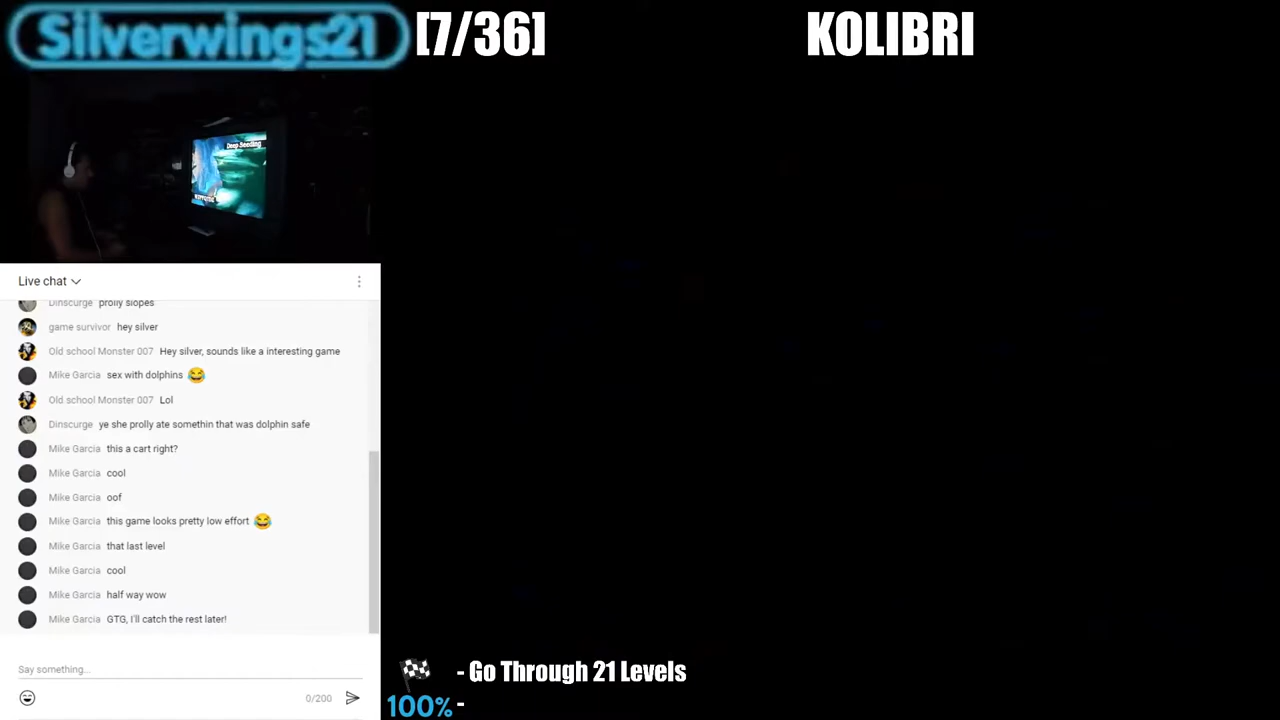 Silverwings21
[7/36]
KOLIBRI
Deep Seeding
Live chat
Dinscurge prolly slopes
game survivor hey silver
Old school Monster 007 Hey silver, sounds like a interesting game
Mike Garcia sex with dolphins 😂
Old school Monster 007 Lol
Dinscurge ye she prolly ate somethin that was dolphin safe
Mike Garcia this a cart right?
Mike Garcia cool
Mike Garcia oof
Mike Garcia this game looks pretty low effort 😂
Mike Garcia that last level
Mike Garcia cool
Mike Garcia half way wow
Mike Garcia GTG, I'll catch the rest later!
Say something...
0/200
- Go Through 21 Levels
100% -